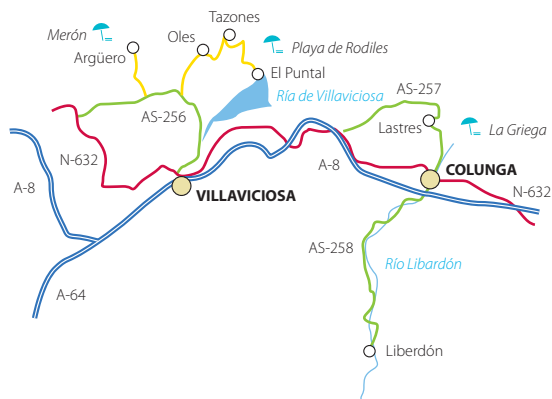 Tazones
Merón
Oles
Playa de Rodiles
Argüero
El Puntal
Ría de Villaviciosa
AS-257
AS-256
Lastres
La Griega
N-632
A-8
A-8
COLUNGA
VILLAVICIOSA
N-632
AS-258
Río Libardón
A-64
Liberdón